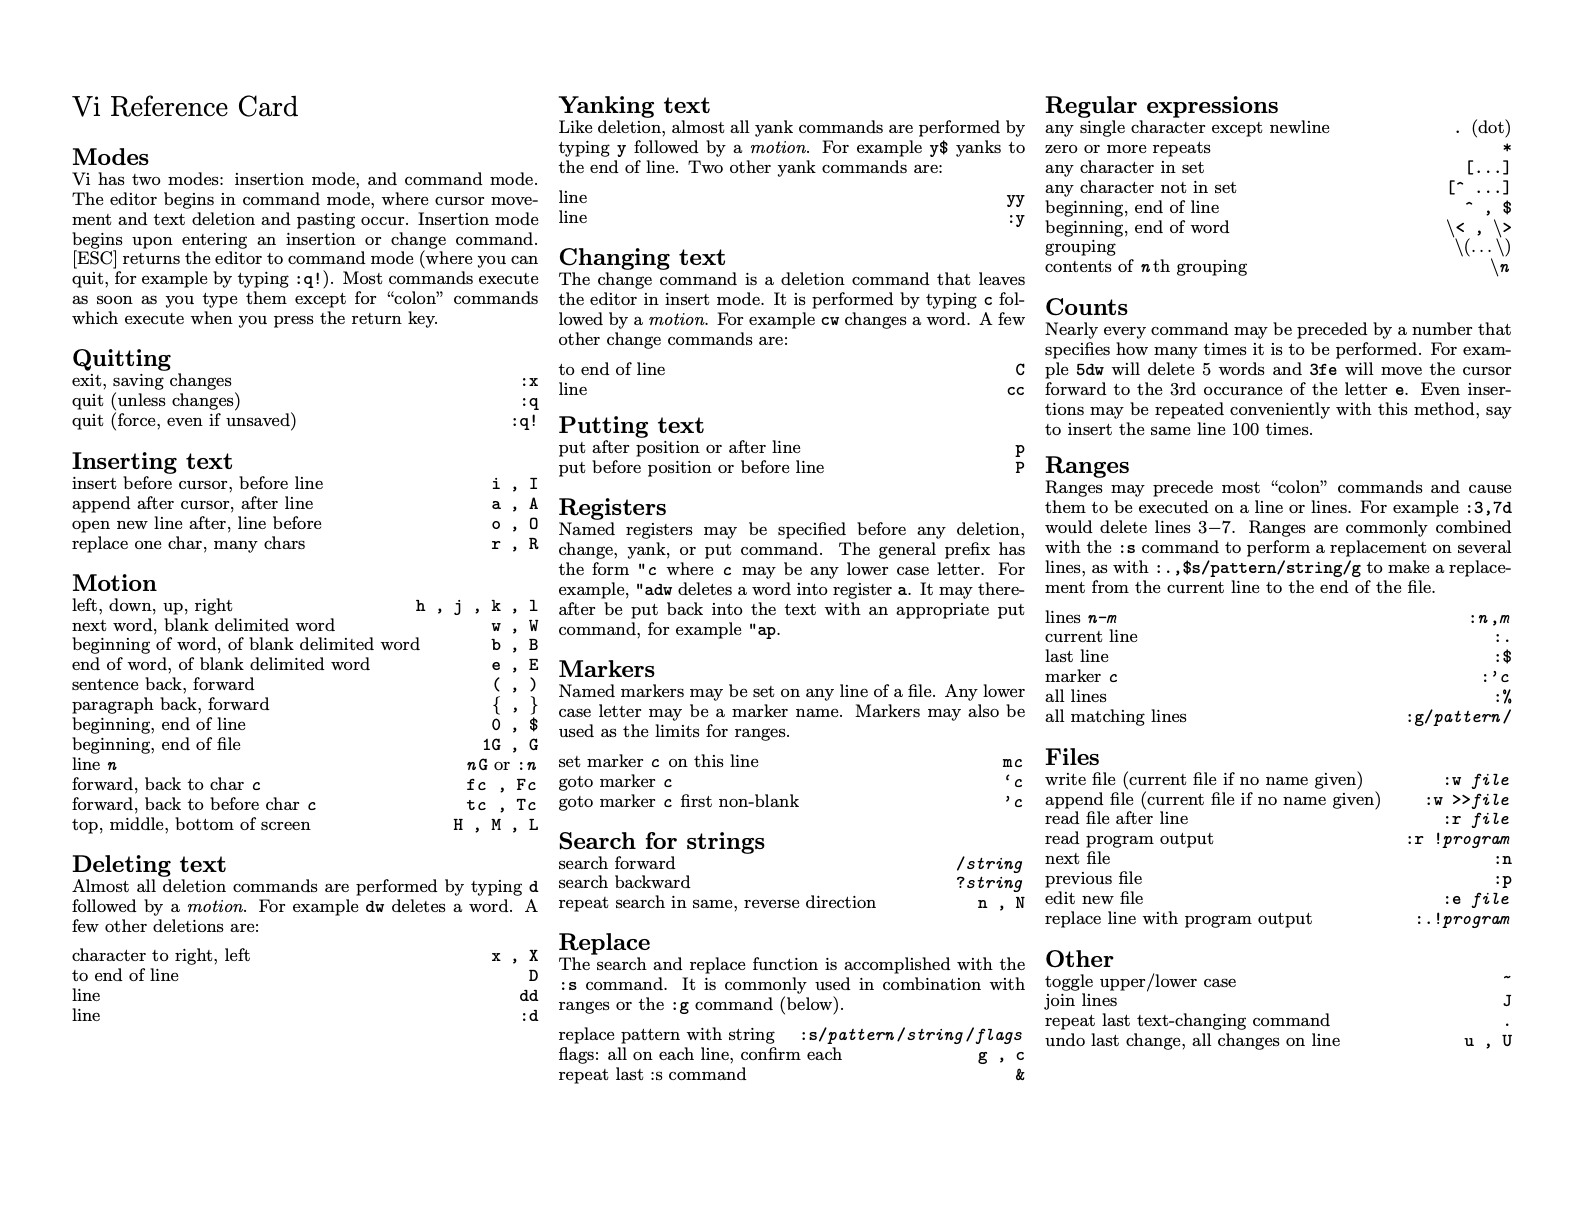 Vi Reference Card
Modes
Vi has two modes: insertion mode, and command mode.
The editor begins in command mode, where cursor move-
ment and text deletion and pasting occur. Insertion mode
begins upon entering an insertion or change command.
[ESC] returns the editor to command mode (where you can
quit, for example by typing :q!). Most commands execute
as soon as you type them except for “colon” commands
which execute when you press the return key.
Quitting
exit, saving changes :x
quit (unless changes) :q
quit (force, even if unsaved) :q!
Inserting text
insert before cursor, before line i , I
append after cursor, after line a , A
open new line after, line before o , O
replace one char, many chars r , R
Motion
left, down, up, right h , j , k , l
next word, blank delimited word w , W
beginning of word, of blank delimited word b , B
end of word, of blank delimited word e , E
sentence back, forward ( , )
paragraph back, forward { , }
beginning, end of line 0 , $
beginning, end of file 1G , G
line n nG or :n
forward, back to char c fc , Fc
forward, back to before char c tc , Tc
top, middle, bottom of screen H , M , L
Deleting text
Almost all deletion commands are performed by typing d
followed by a motion. For example dw deletes a word. A
few other deletions are:
character to right, left x , X
to end of line D
line dd
line :d
Yanking text
Like deletion, almost all yank commands are performed by
typing y followed by a motion. For example y$ yanks to
the end of line. Two other yank commands are:
line yy
line :y
Changing text
The change command is a deletion command that leaves
the editor in insert mode. It is performed by typing c fol-
lowed by a motion. For example cw changes a word. A few
other change commands are:
to end of line C
line cc
Putting text
put after position or after line p
put before position or before line P
Registers
Named registers may be specified before any deletion,
change, yank, or put command. The general prefix has
the form "c where c may be any lower case letter. For
example, "adw deletes a word into register a. It may there-
after be put back into the text with an appropriate put
command, for example "ap.
Markers
Named markers may be set on any line of a file. Any lower
case letter may be a marker name. Markers may also be
used as the limits for ranges.
set marker c on this line mc
goto marker c ‘c
goto marker c first non-blank ’c
Search for strings
search forward /string
search backward ?string
repeat search in same, reverse direction n , N
Replace
The search and replace function is accomplished with the
:s command. It is commonly used in combination with
ranges or the :g command (below).
replace pattern with string :s/pattern/string/flags
flags: all on each line, confirm each g , c
repeat last :s command &
Regular expressions
any single character except newline . (dot)
zero or more repeats *
any character in set [...]
any character not in set [^ ...]
beginning, end of line ^ , $
beginning, end of word \< , \>
grouping \(...\)
contents of nth grouping \n
Counts
Nearly every command may be preceded by a number that
specifies how many times it is to be performed. For exam-
ple 5dw will delete 5 words and 3fe will move the cursor
forward to the 3rd occurance of the letter e. Even inser-
tions may be repeated conveniently with this method, say
to insert the same line 100 times.
Ranges
Ranges may precede most “colon” commands and cause
them to be executed on a line or lines. For example :3,7d
would delete lines 3−7. Ranges are commonly combined
with the :s command to perform a replacement on several
lines, as with :.,$s/pattern/string/g to make a replace-
ment from the current line to the end of the file.
lines n-m :n,m
current line :.
last line :$
marker c :’c
all lines :%
all matching lines :g/pattern/
Files
write file (current file if no name given) :w file
append file (current file if no name given) :w >>file
read file after line :r file
read program output :r !program
next file :n
previous file :p
edit new file :e file
replace line with program output :.!program
Other
toggle upper/lower case ~
join lines J
repeat last text-changing command .
undo last change, all changes on line u , U